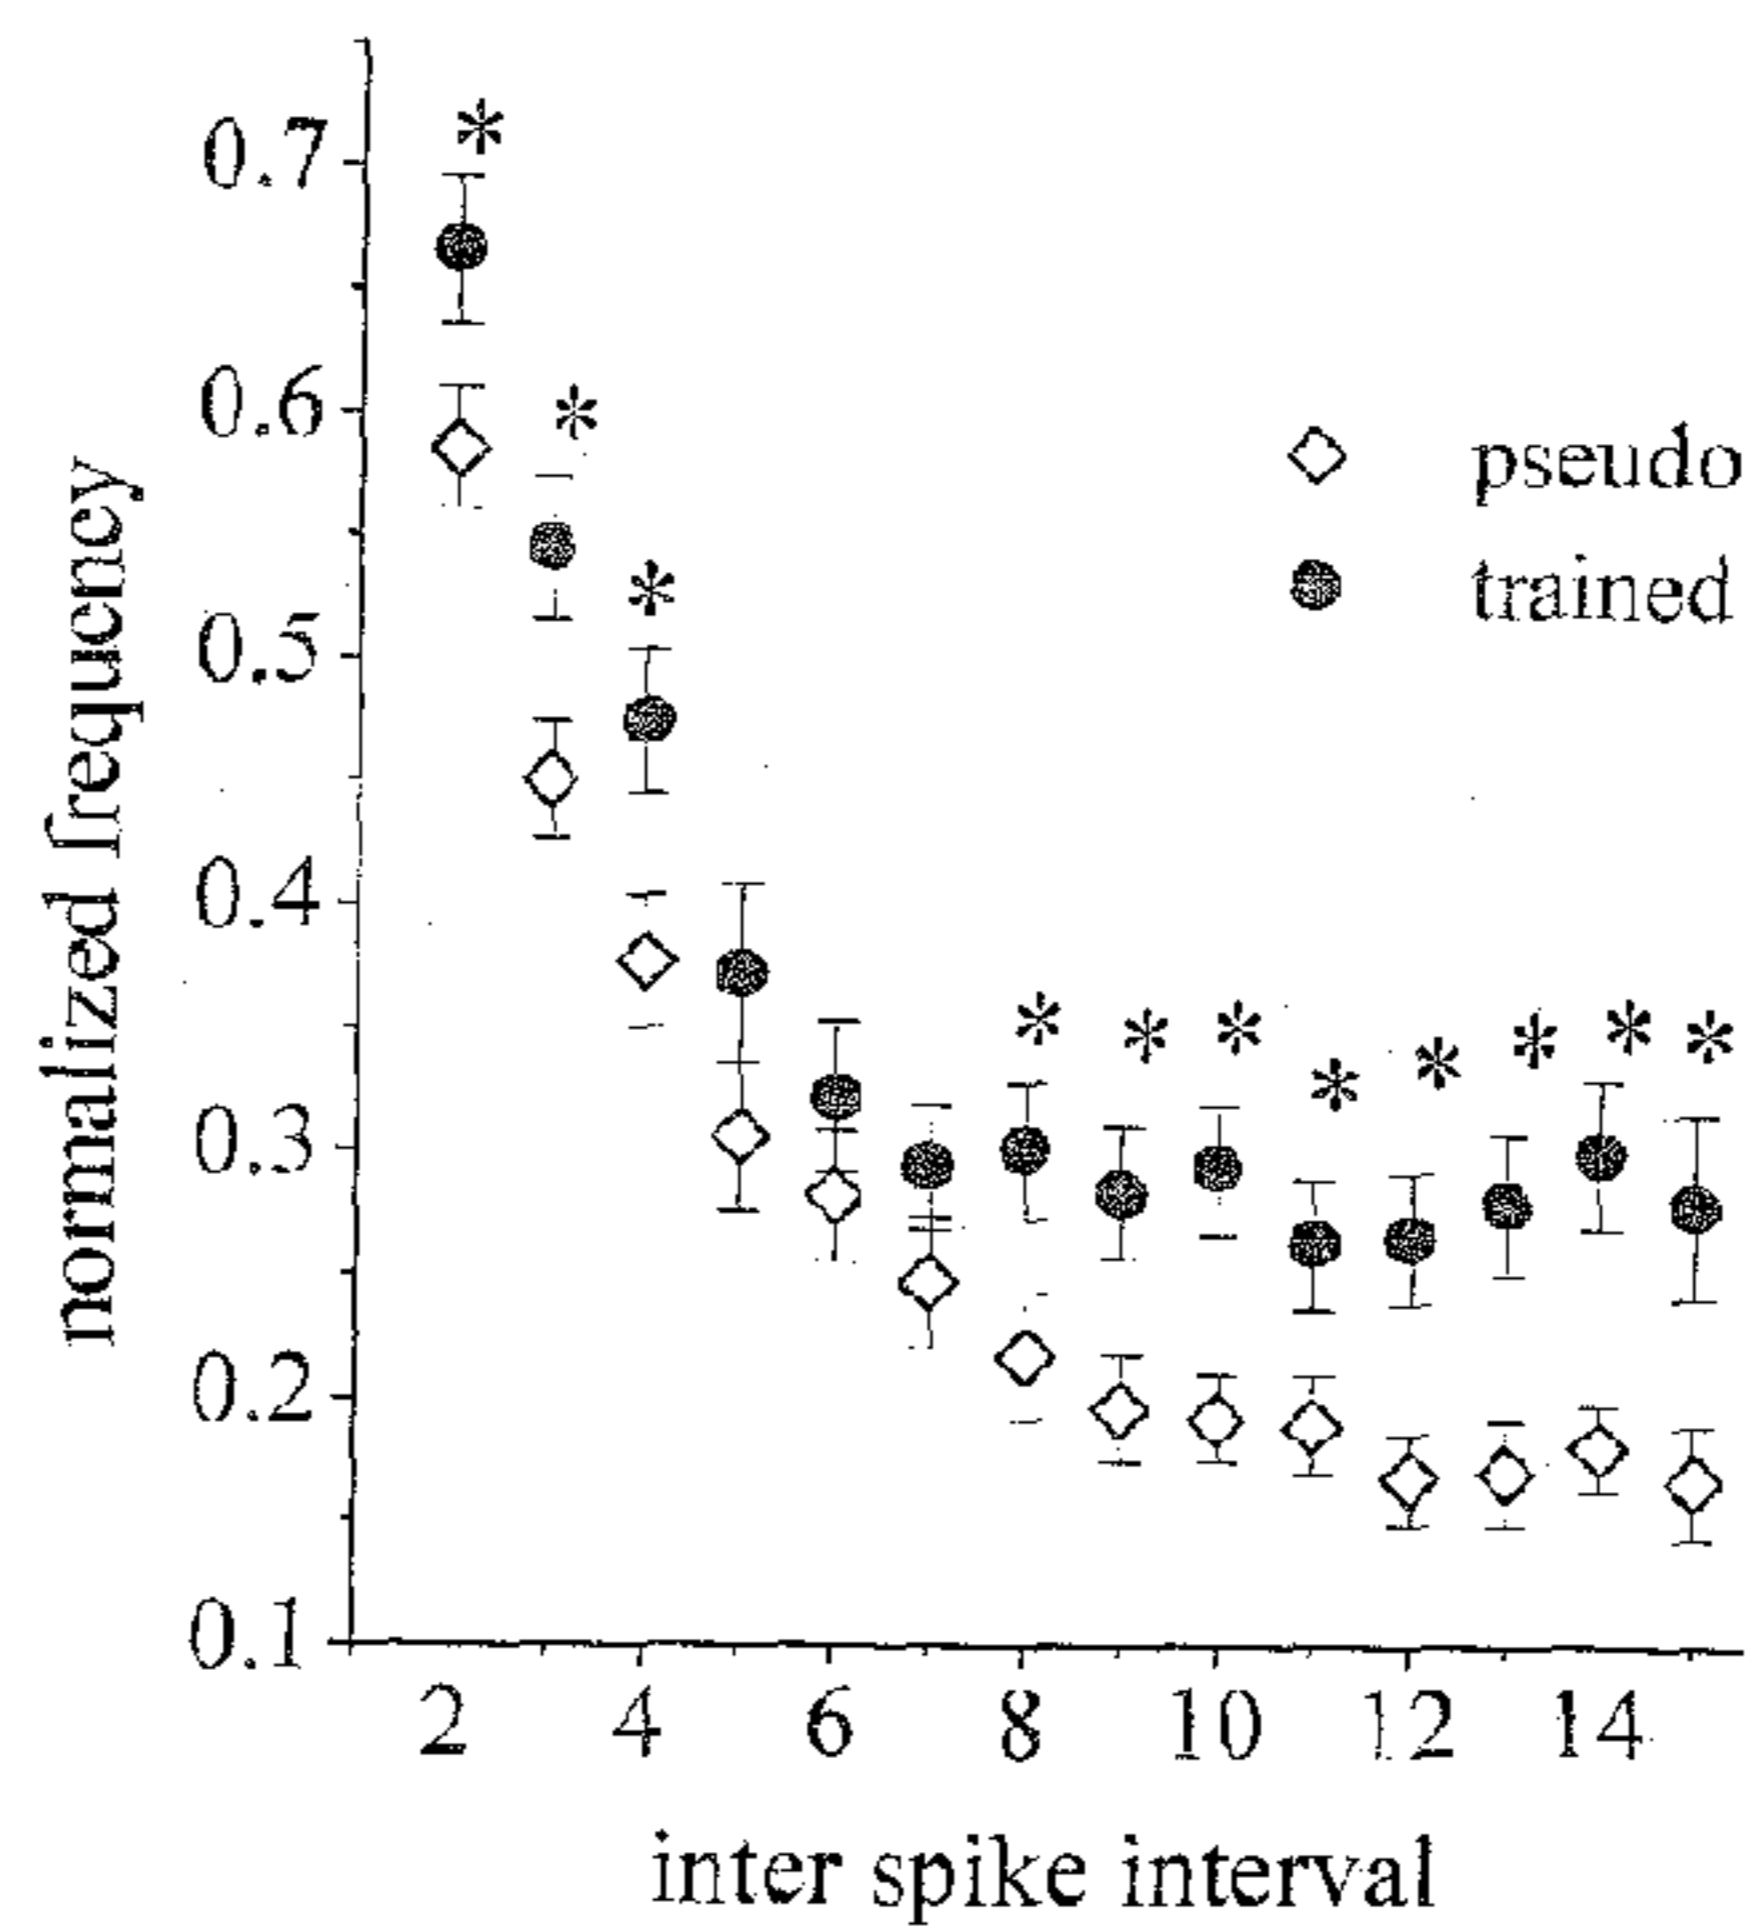 *
0.7
0.6
*
pseudo
trained
*
0.5
normalized frequency
0.4
* * * * * * * *
0.3
0.2
0.1
2 4 6 8 10 12 14
inter spike interval